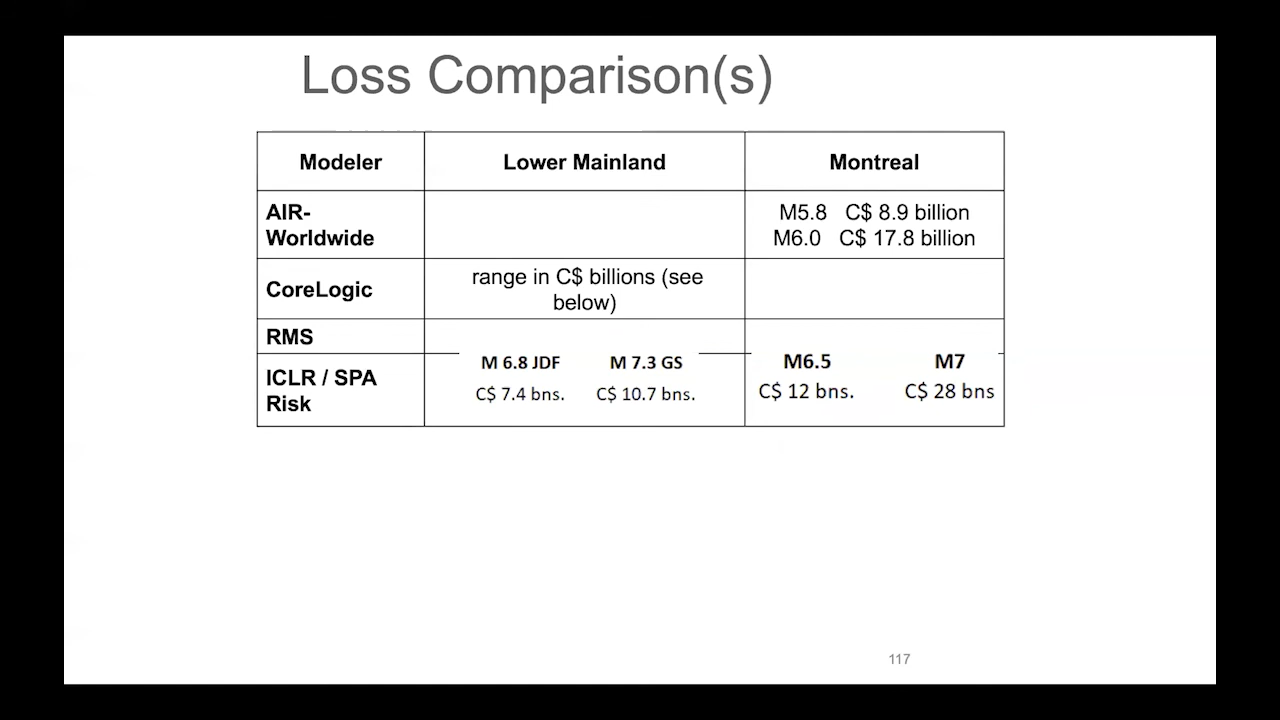 Loss Comparison(s)
Modeler Lower Mainland Montreal
AIR-
Worldwide
M5.8 C$ 8.9 billion
M6.0 C$ 17.8 billion
CoreLogic
range in C$ billions (see
below)
RMS
ICLR / SPA
Risk
M 6.8 JDF M 7.3 GS
C$ 7.4 bns. C$ 10.7 bns.
M6.5 M7
C$ 12 bns. C$ 28 bns
117